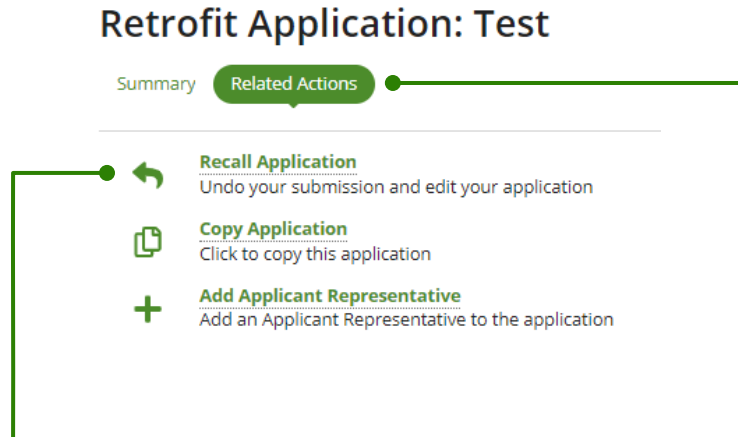 Retrofit Application: Test
Summary Related Actions
Recall Application
Undo your submission and edit your application
Copy Application
Click to copy this application
Add Applicant Representative
Add an Applicant Representative to the application